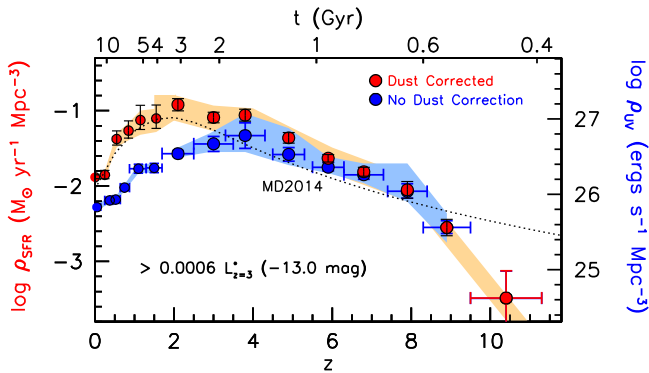 t (Gyr)
10 5 4 3 2 1 0.6 0.4
log ρSFR (M⊙ yr−1 Mpc−3)
−1
−2
−3
Dust Corrected
No Dust Correction
MD2014
> 0.0006 L*z=3 (−13.0 mag)
27
26
25
24
log ρUV (ergs s−1 Mpc−3)
0 2 4 6 8 10
z